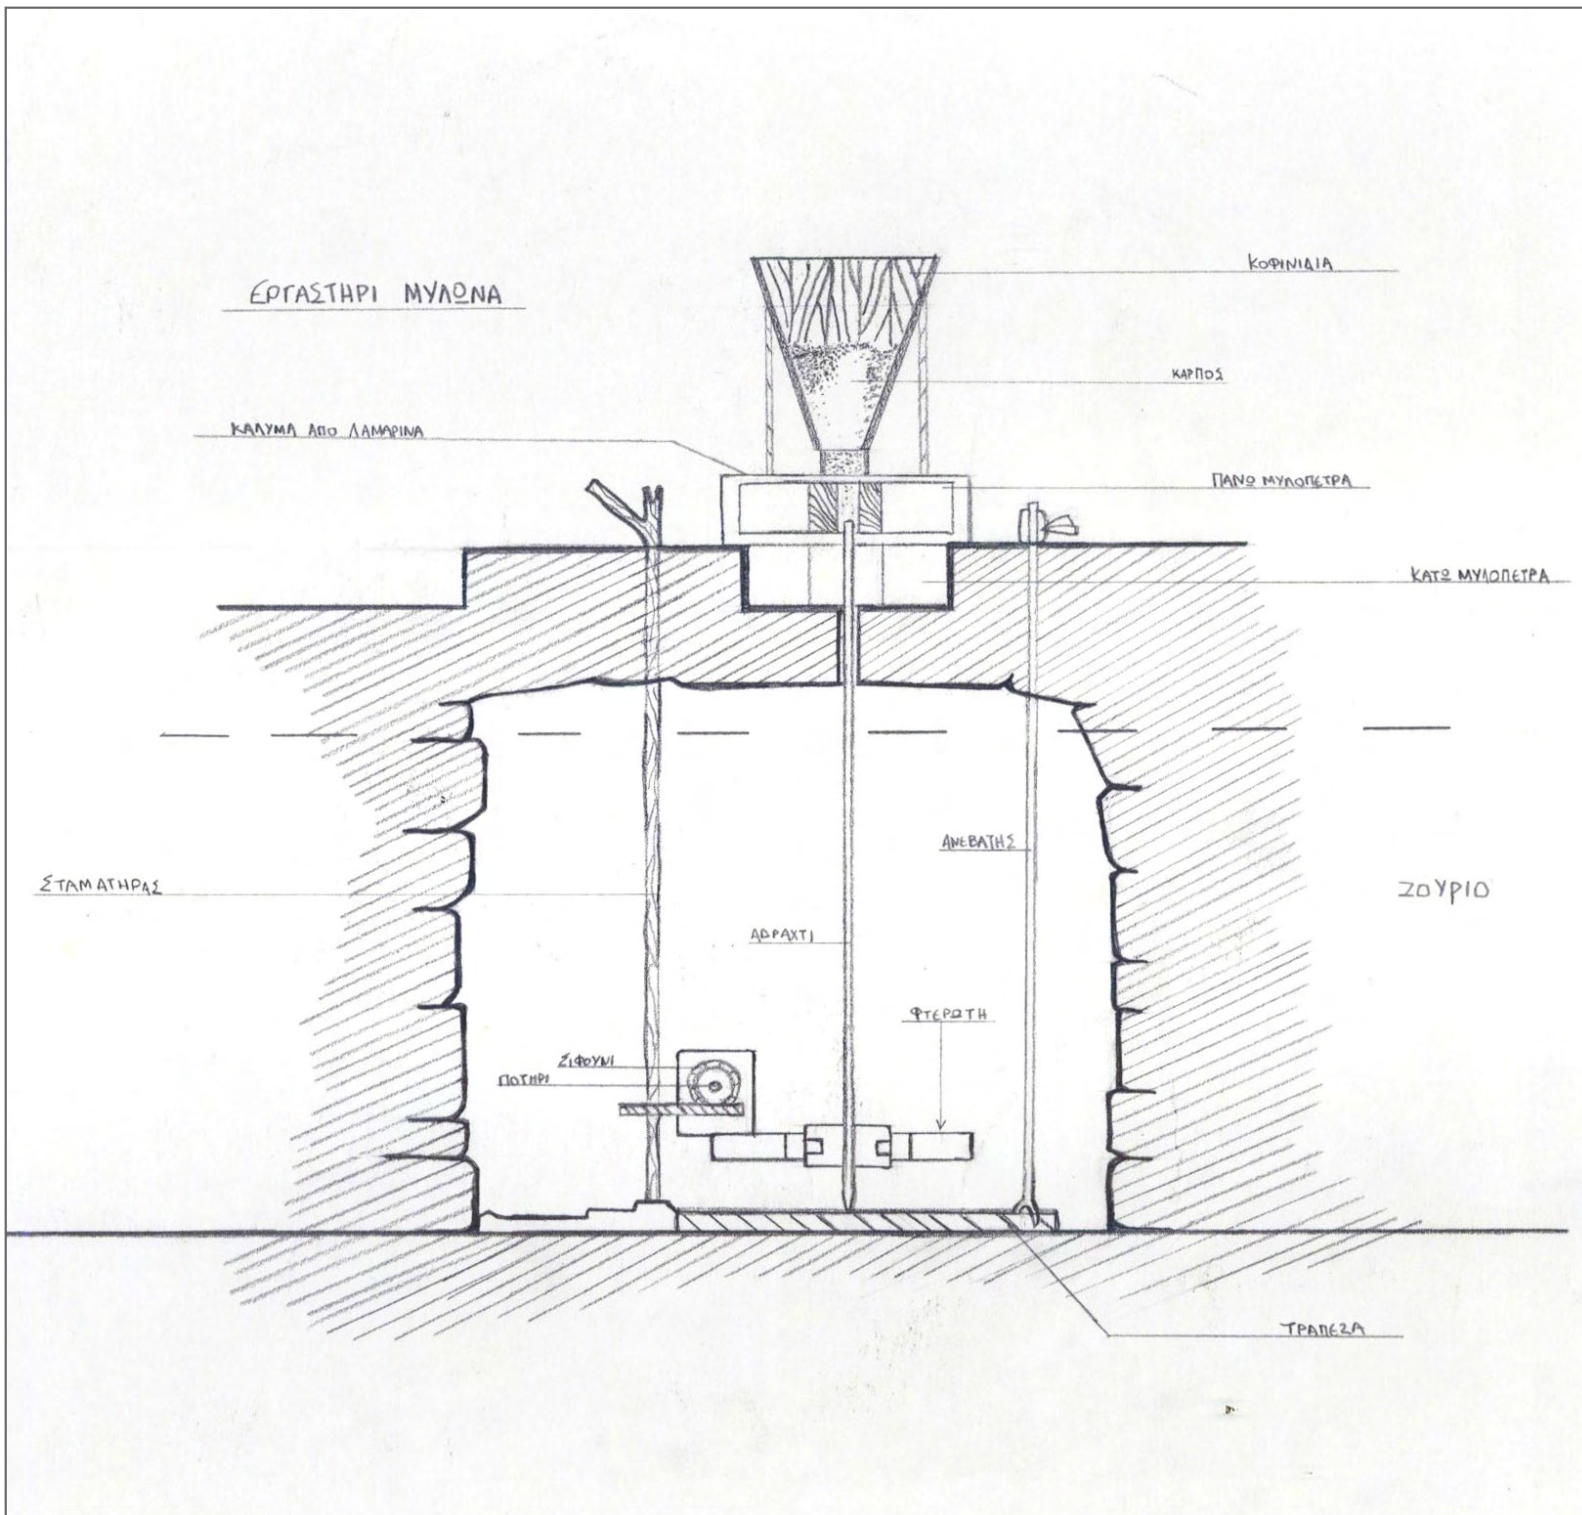 ΚΟΦΙΝΙΔΙΑ
ΕΡΓΑΣΤΗΡΙ ΜΥΛΩΝΑ
ΚΑΡΠΟΣ
ΚΑΛΥΜΑ ΑΠΟ ΛΑΜΑΡΙΝΑ
ΠΑΝΩ ΜΥΛΟΠΕΤΡΑ
ΚΑΤΩ ΜΥΛΟΠΕΤΡΑ
ΑΝΕΒΑΤΗΣ
ΣΤΑΜΑΤΗΡΑΣ
ΖΟΥΡΙΟ
ΑΔΡΑΧΤΙ
ΦΤΕΡΩΤΗ
ΣΙΦΟΥΝΙ
ΠΟΤΗΡΙ
ΤΡΑΠΕΖΑ